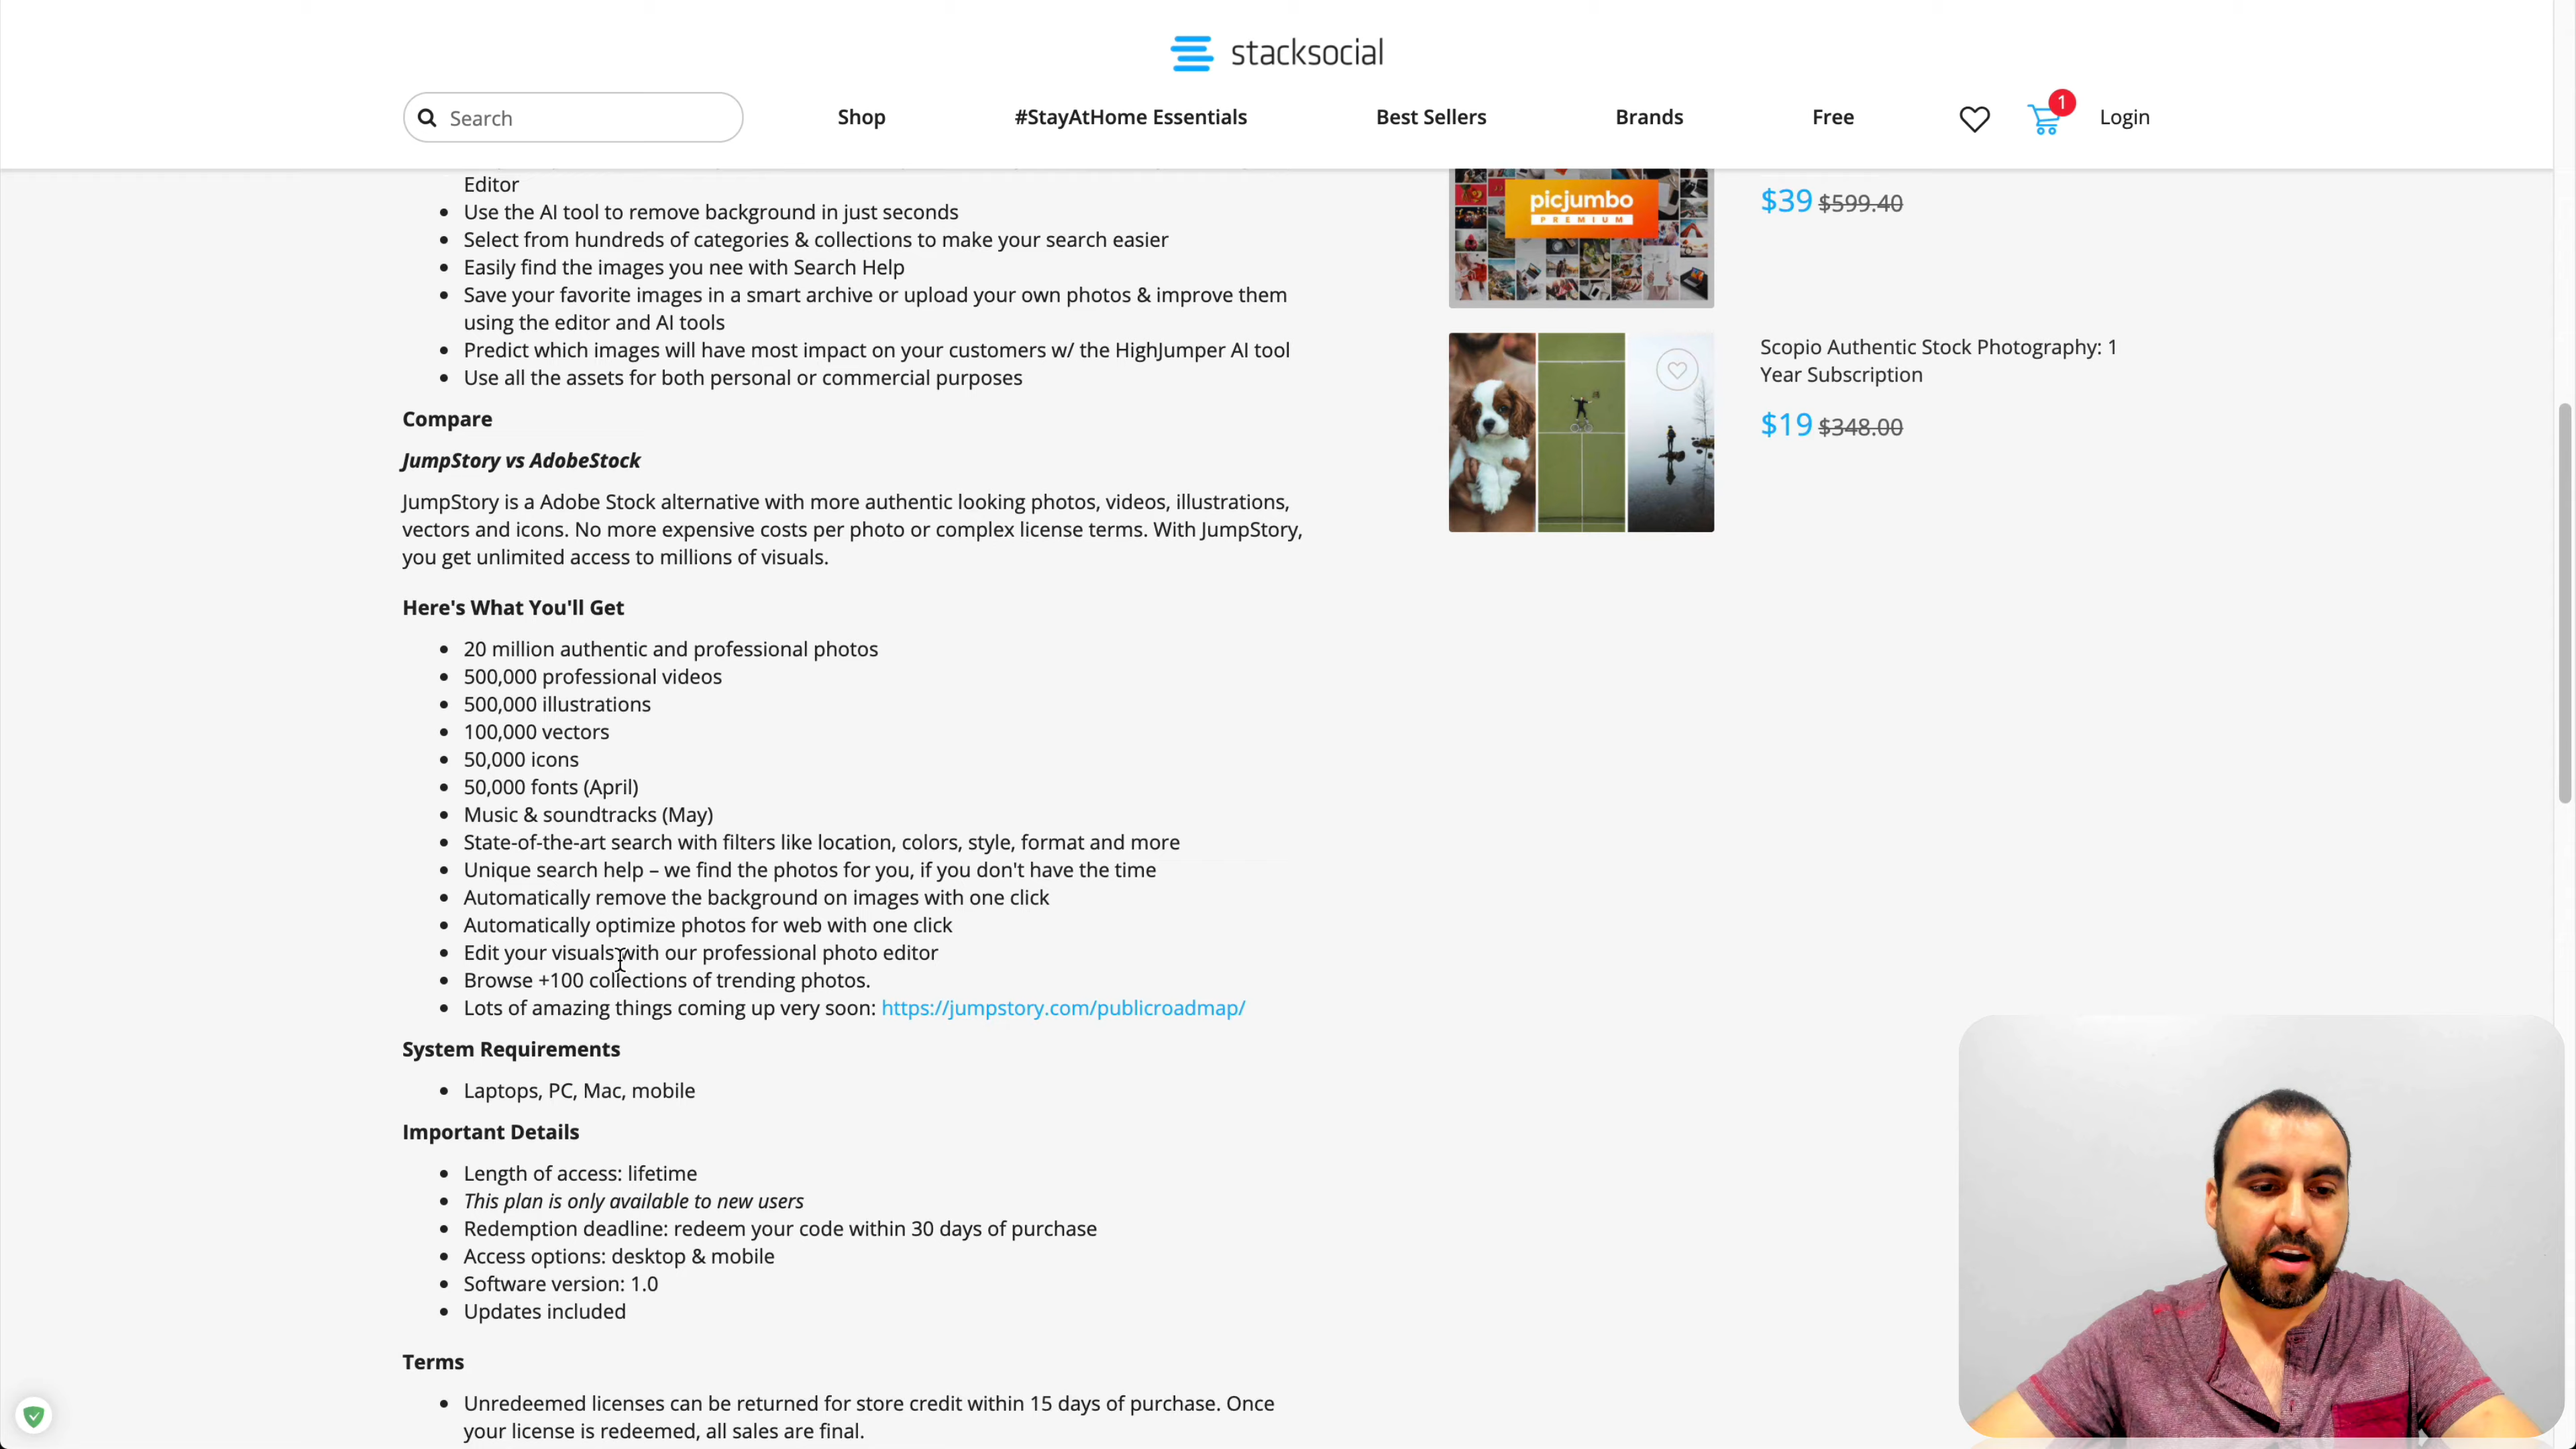 stacksocial
Search
Shop
#StayAtHome Essentials
Best Sellers
Brands
Free
1
Login
Editor
Use the AI tool to remove background in just seconds
Select from hundreds of categories & collections to make your search easier
Easily find the images you nee with Search Help
Save your favorite images in a smart archive or upload your own photos & improve them
using the editor and AI tools
Predict which images will have most impact on your customers w/ the HighJumper AI tool
Use all the assets for both personal or commercial purposes
Compare
JumpStory vs AdobeStock
JumpStory is a Adobe Stock alternative with more authentic looking photos, videos, illustrations,
vectors and icons. No more expensive costs per photo or complex license terms. With JumpStory,
you get unlimited access to millions of visuals.
Here's What You'll Get
20 million authentic and professional photos
500,000 professional videos
500,000 illustrations
100,000 vectors
50,000 icons
50,000 fonts (April)
Music & soundtracks (May)
State-of-the-art search with filters like location, colors, style, format and more
Unique search help – we find the photos for you, if you don't have the time
Automatically remove the background on images with one click
Automatically optimize photos for web with one click
Edit your visuals with our professional photo editor
Browse +100 collections of trending photos.
Lots of amazing things coming up very soon: https://jumpstory.com/publicroadmap/
System Requirements
Laptops, PC, Mac, mobile
Important Details
Length of access: lifetime
This plan is only available to new users
Redemption deadline: redeem your code within 30 days of purchase
Access options: desktop & mobile
Software version: 1.0
Updates included
Terms
Unredeemed licenses can be returned for store credit within 15 days of purchase. Once
your license is redeemed, all sales are final.
picjumbo
PREMIUM
$39 $599.40
Scopio Authentic Stock Photography: 1
Year Subscription
$19 $348.00